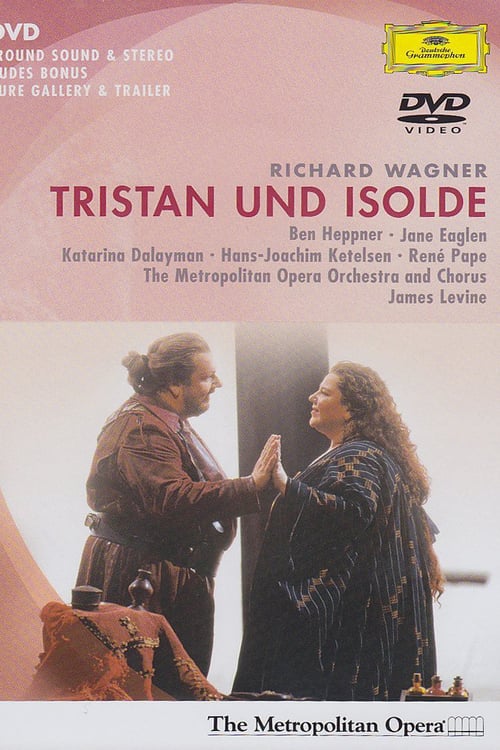 DVD
ROUND SOUND & STEREO
UDES BONUS
URE GALLERY & TRAILER
Deutsche
Grammophon
DVD
VIDEO
RICHARD WAGNER
TRISTAN UND ISOLDE
Ben Heppner · Jane Eaglen
Katarina Dalayman · Hans-Joachim Ketelsen · René Pape
The Metropolitan Opera Orchestra and Chorus
James Levine
The Metropolitan Opera